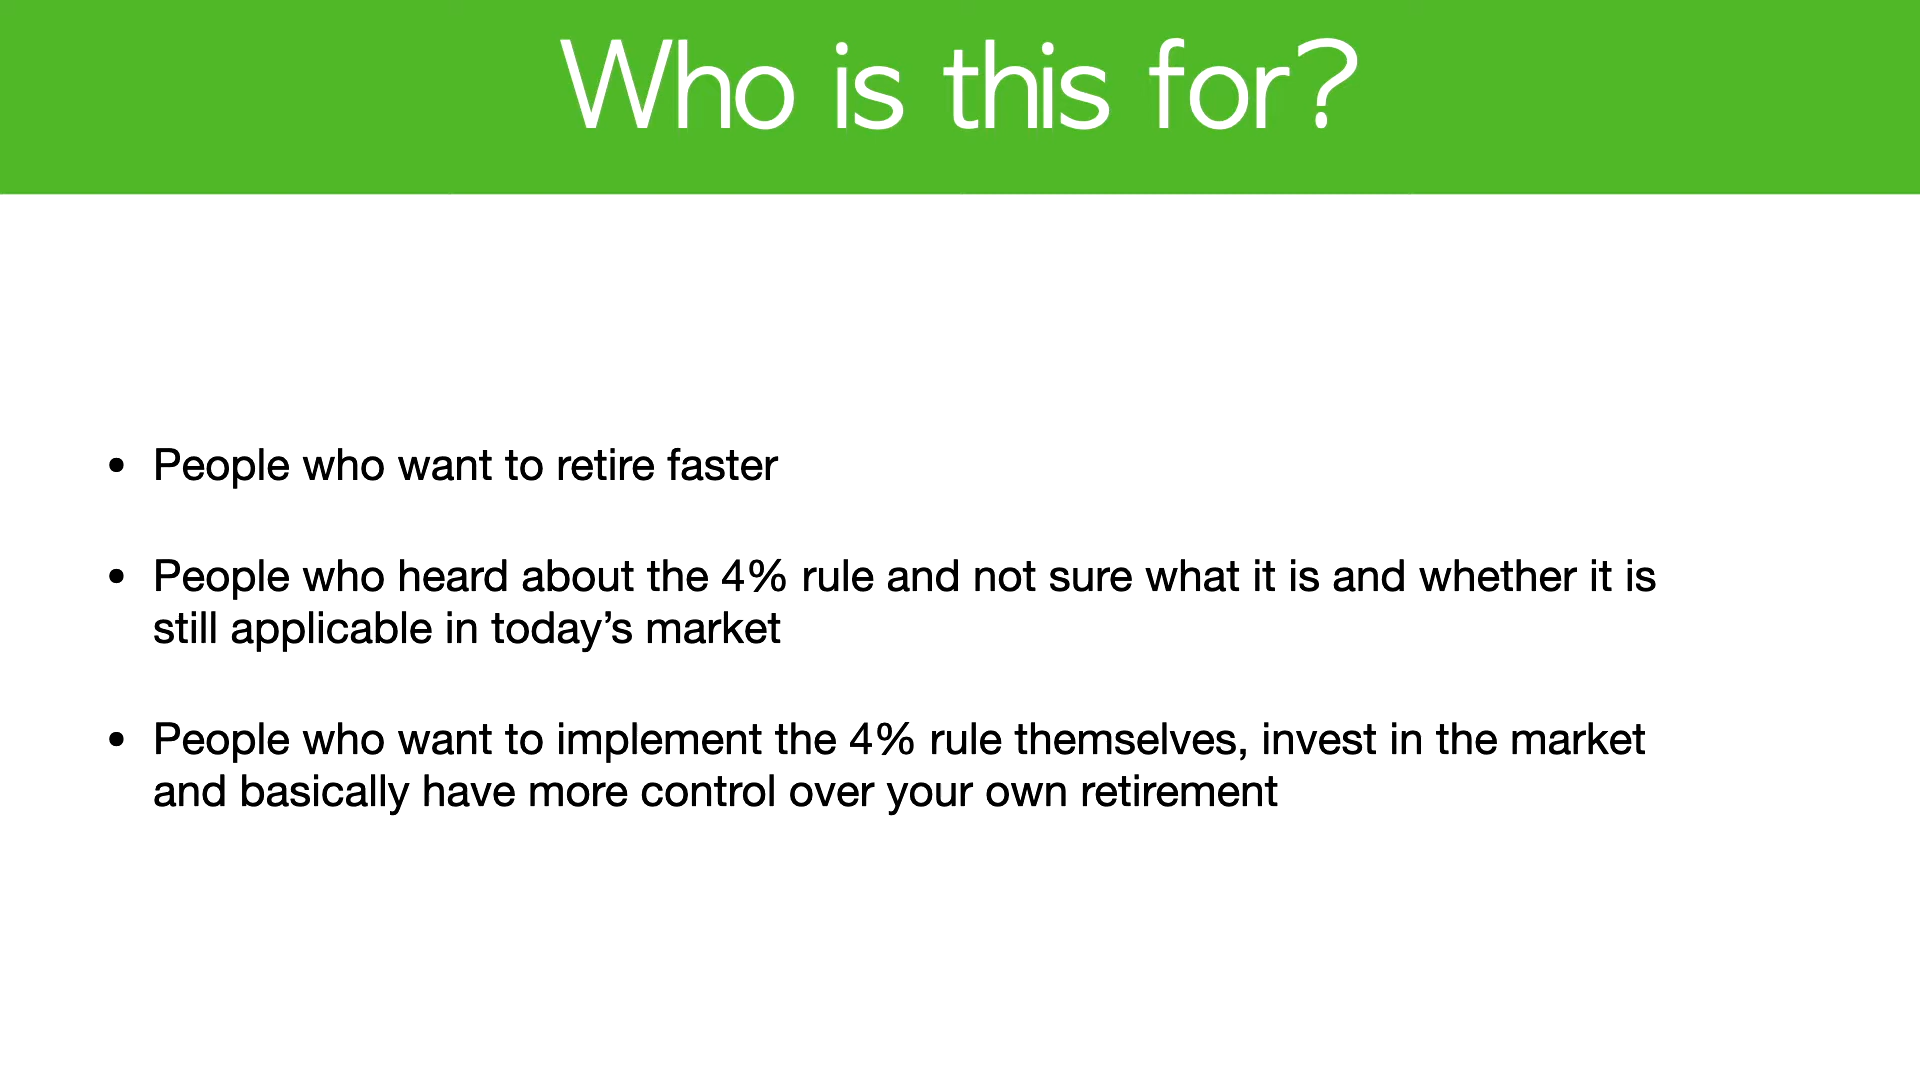 Who is this for?
• People who want to retire faster
• People who heard about the 4% rule and not sure what it is and whether it is
still applicable in today’s market
• People who want to implement the 4% rule themselves, invest in the market
and basically have more control over your own retirement